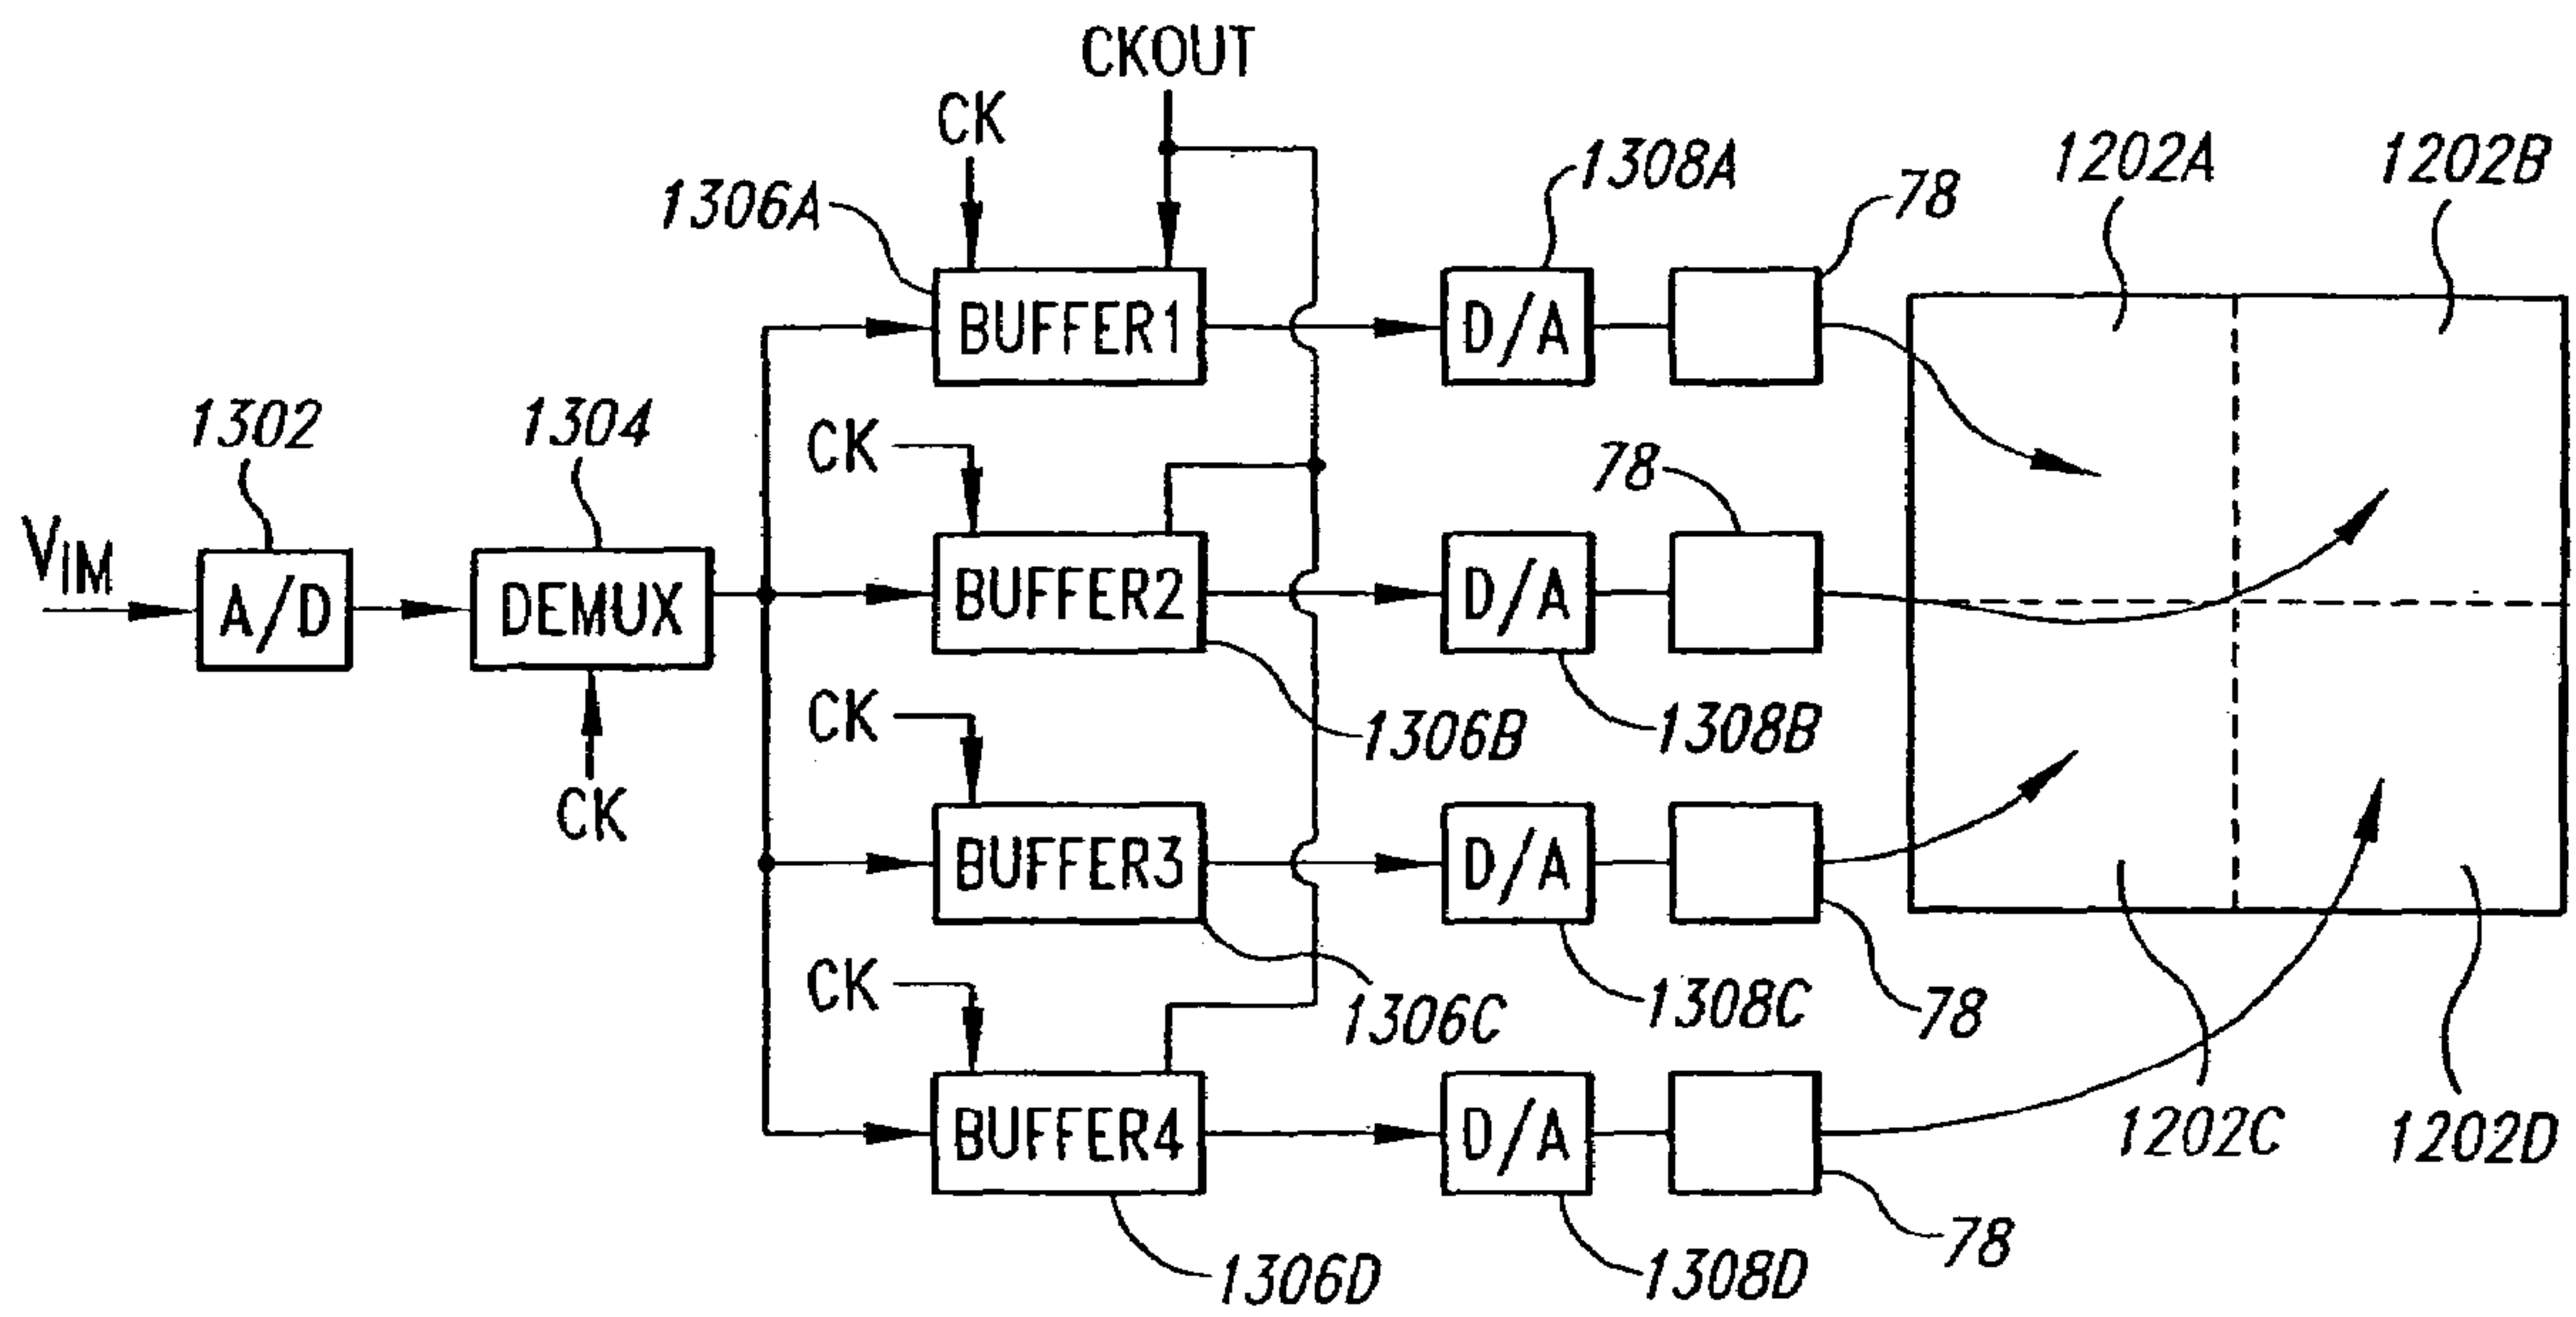 CKOUT
CK
1306A
1308A
78
1202A
1202B
BUFFER1
D/A
1302
1304
CK
78
VIM
A/D
DEMUX
BUFFER2
D/A
CK
CK
1306B
1308B
BUFFER3
D/A
CK
1306C
1308C
78
BUFFER4
D/A
1202C
1202D
1306D
1308D
78